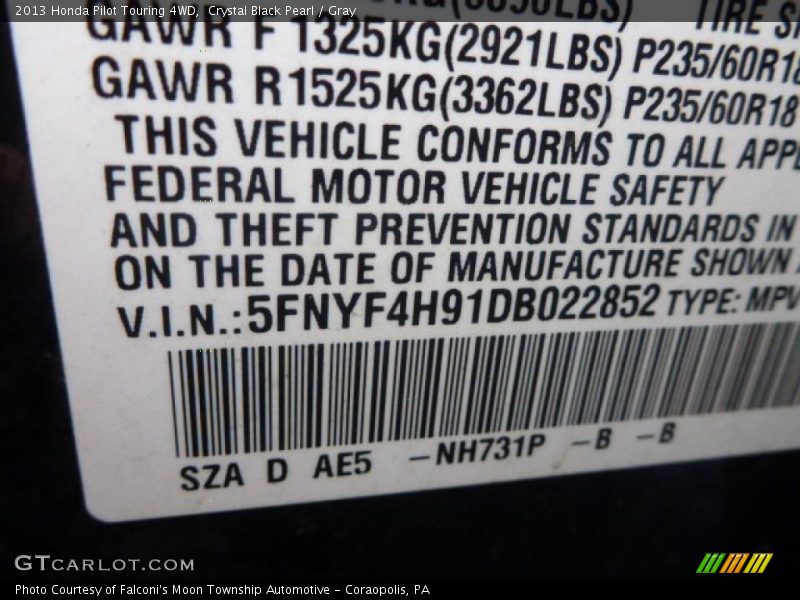 2013 Honda Pilot Touring 4WD, Crystal Black Pearl / Gray
TIRE
GAWR F 1325KG(2921LBS) P235/60R18
GAWR R1525KG(3362LBS) P235/60R18
THIS VEHICLE CONFORMS TO ALL
FEDERAL MOTOR VEHICLE SAFETY
AND THEFT PREVENTION STANDARDS IN
ON THE DATE OF MANUFACTURE SHOWN
V.I.N.:5FNYF4H91DB022852 TYPE: MPV
SZA D AE5 -NH731P -B -B
GTCARLOT.COM
Photo Courtesy of Falconi's Moon Township Automotive - Coraopolis, PA